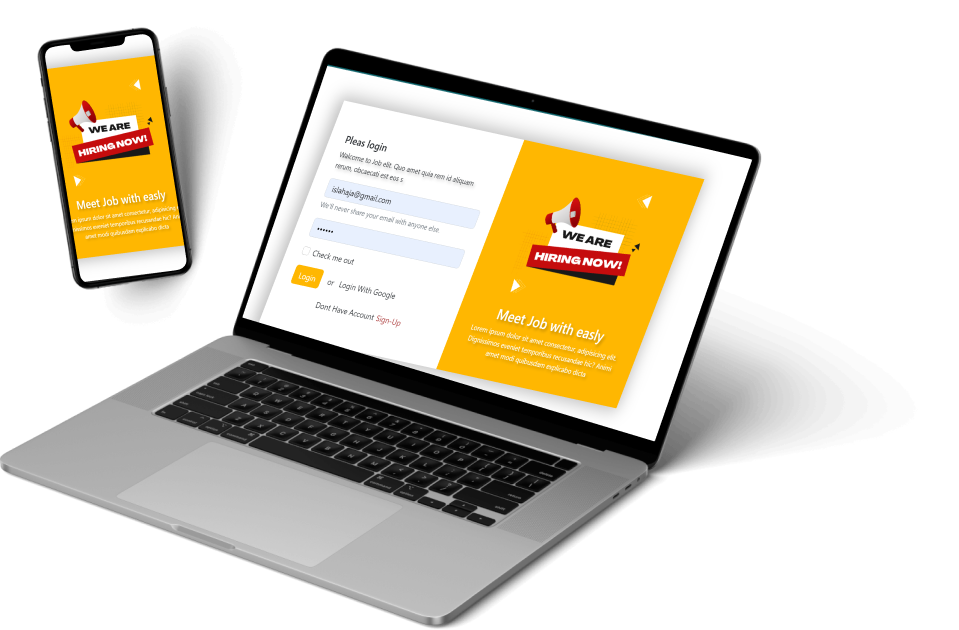 WE ARE
HIRING NOW!
Meet Job with easly
ipsum dolor sit amet consectetur, adipisicing
eveniet temporibus recusandae hic? Ani
amet modi quibusdam explicabo dicta
Pleas login
Welcome to Job elit. Quo amet quia rem id aliquam
rerum, obcaecati est eos s
islahaja@gmail.com
We'll never share your email with anyone else.
••••••
Check me out
Login or Login With Google
Dont Have Account Sign-Up
WE ARE
HIRING NOW!
Meet Job with easly
Lorem ipsum dolor sit amet consectetur, adipisicing elit.
Dignissimos eveniet temporibus recusandae hic? Animi
amet modi quibusdam explicabo dicta